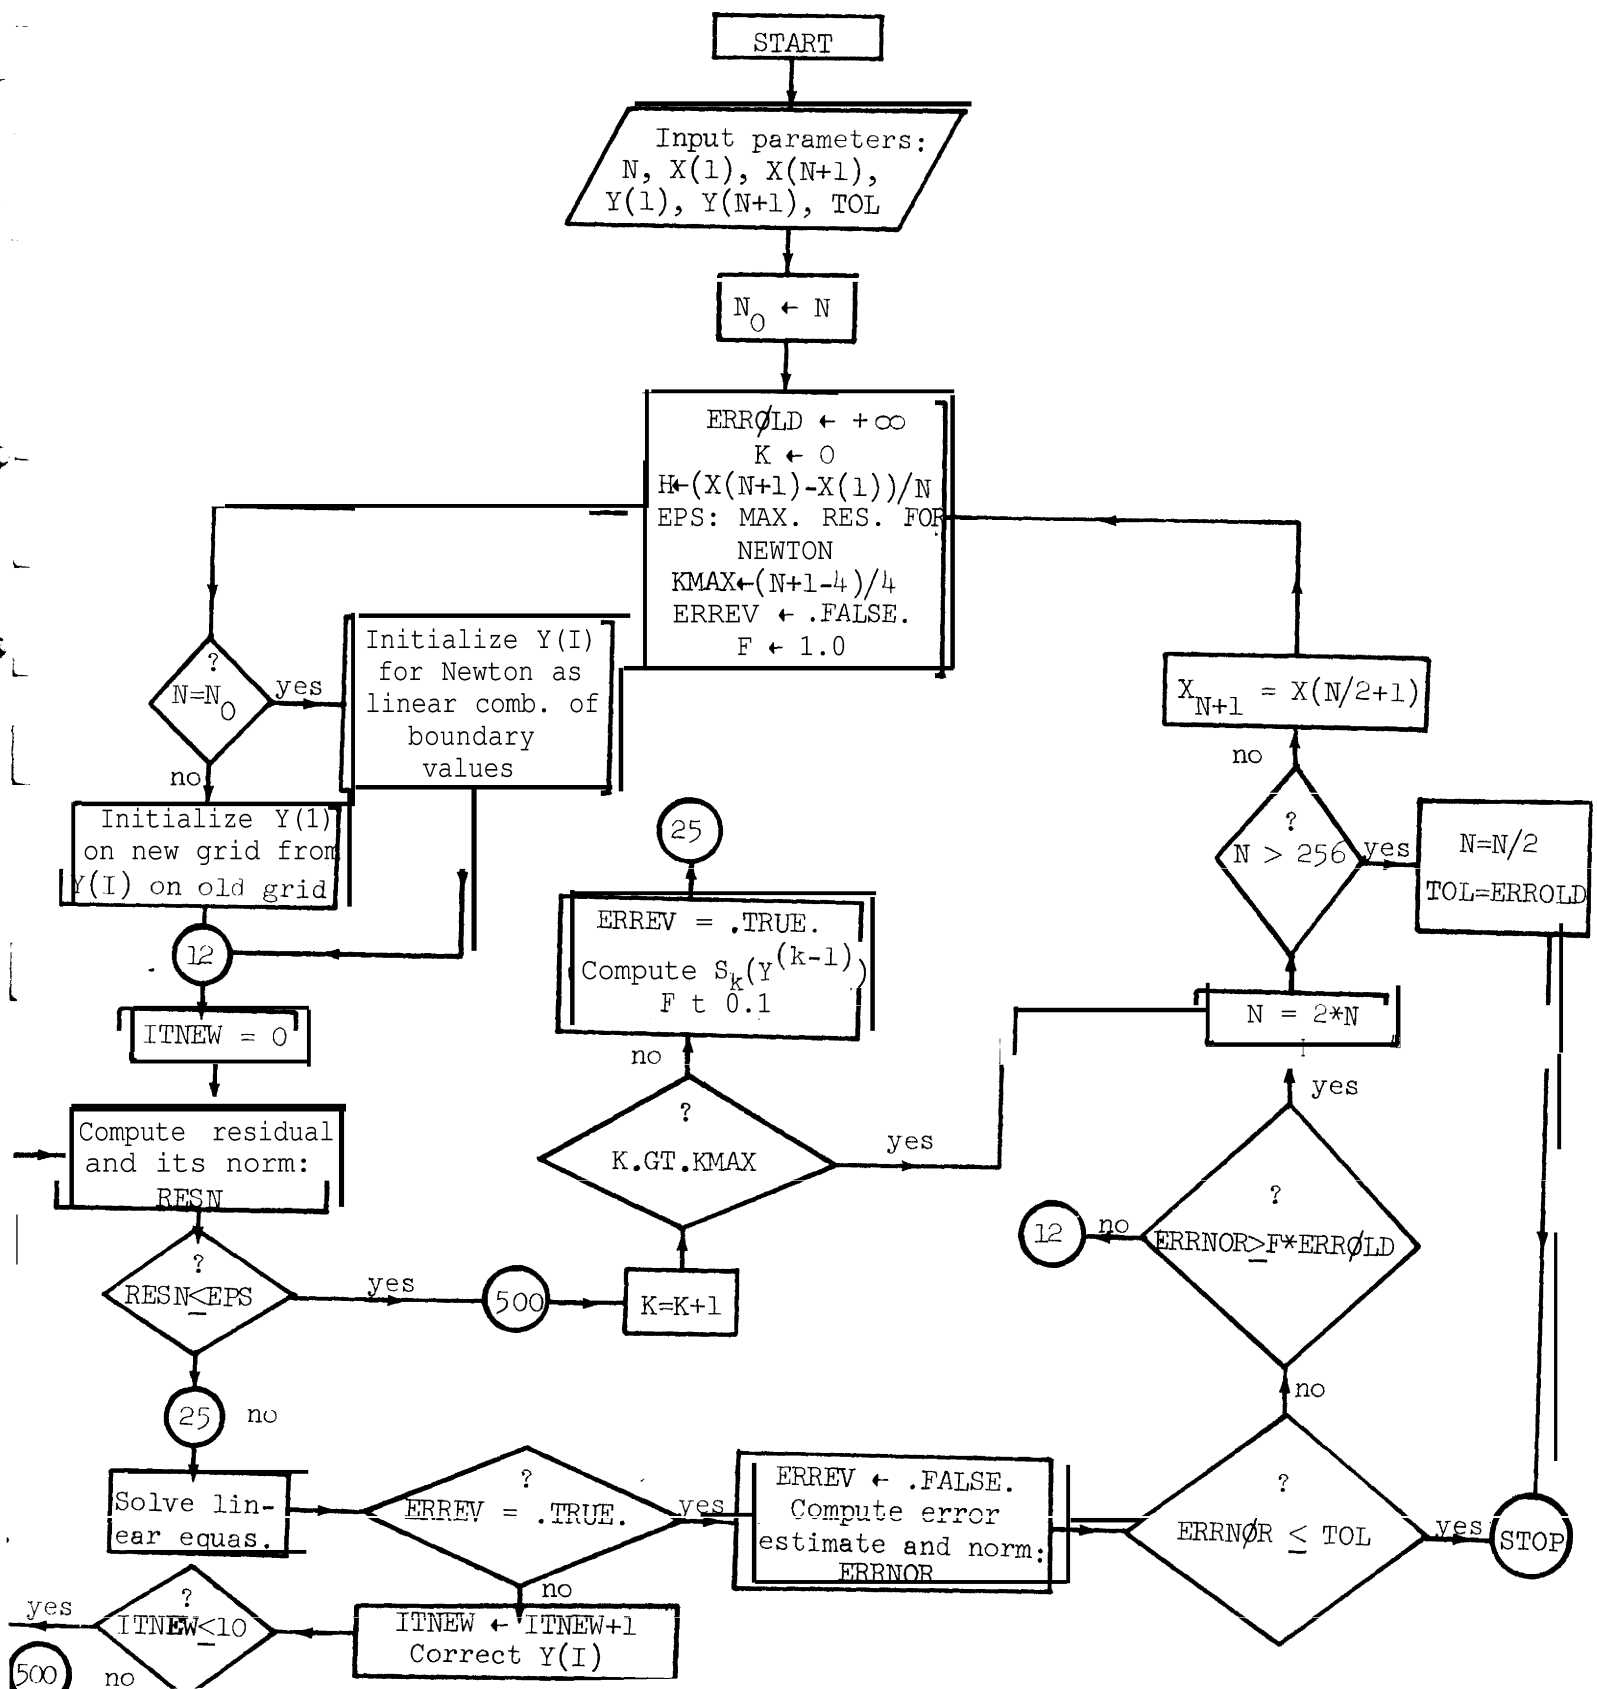 START
Input parameters:
N, X(1), X(N+1),
Y(1), Y(N+1), TOL
N₀ ← N
ERRØLD ← +∞
K ← 0
H←(X(N+1)-X(1))/N
EPS: MAX. RES. FOR
NEWTON
KMAX←(N+1-4)/4
ERREV ← .FALSE.
F ← 1.0
?
N=N₀
yes
no
Initialize Y(I)
for Newton as
linear comb. of
boundary
values
Initialize Y(1)
on new grid from
Y(I) on old grid
12
ITNEW = 0
Compute residual
and its norm:
RESN
?
RESN≤EPS
yes
500
K=K+1
25
no
Solve lin-
ear equas.
?
ERREV = .TRUE.
yes
no
ITNEW ← ITNEW+1
Correct Y(I)
?
ITNEW≤10
yes
500
no
?
K.GT.KMAX
no
yes
ERREV = .TRUE.
Compute Sₖ(Y^(k-1))
F t 0.1
25
ERREV ← .FALSE.
Compute error
estimate and norm:
ERRNOR
?
ERRNØR ≤ TOL
yes
STOP
no
?
ERRNOR≥F*ERRØLD
no
12
yes
N = 2*N
?
N > 256
yes
N=N/2
TOL=ERROLD
no
X_N+1 = X(N/2+1)